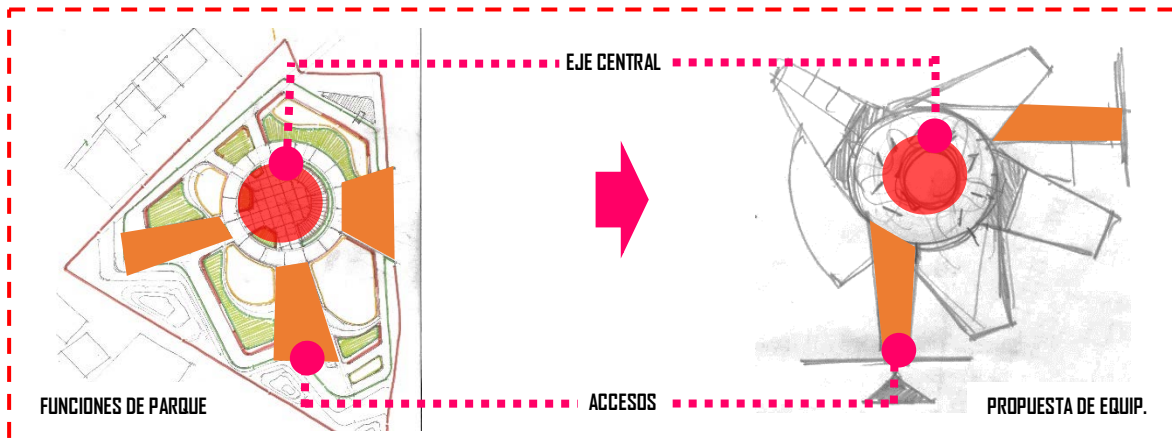 EJE CENTRAL
FUNCIONES DE PARQUE
ACCESOS
PROPUESTA DE EQUIP.